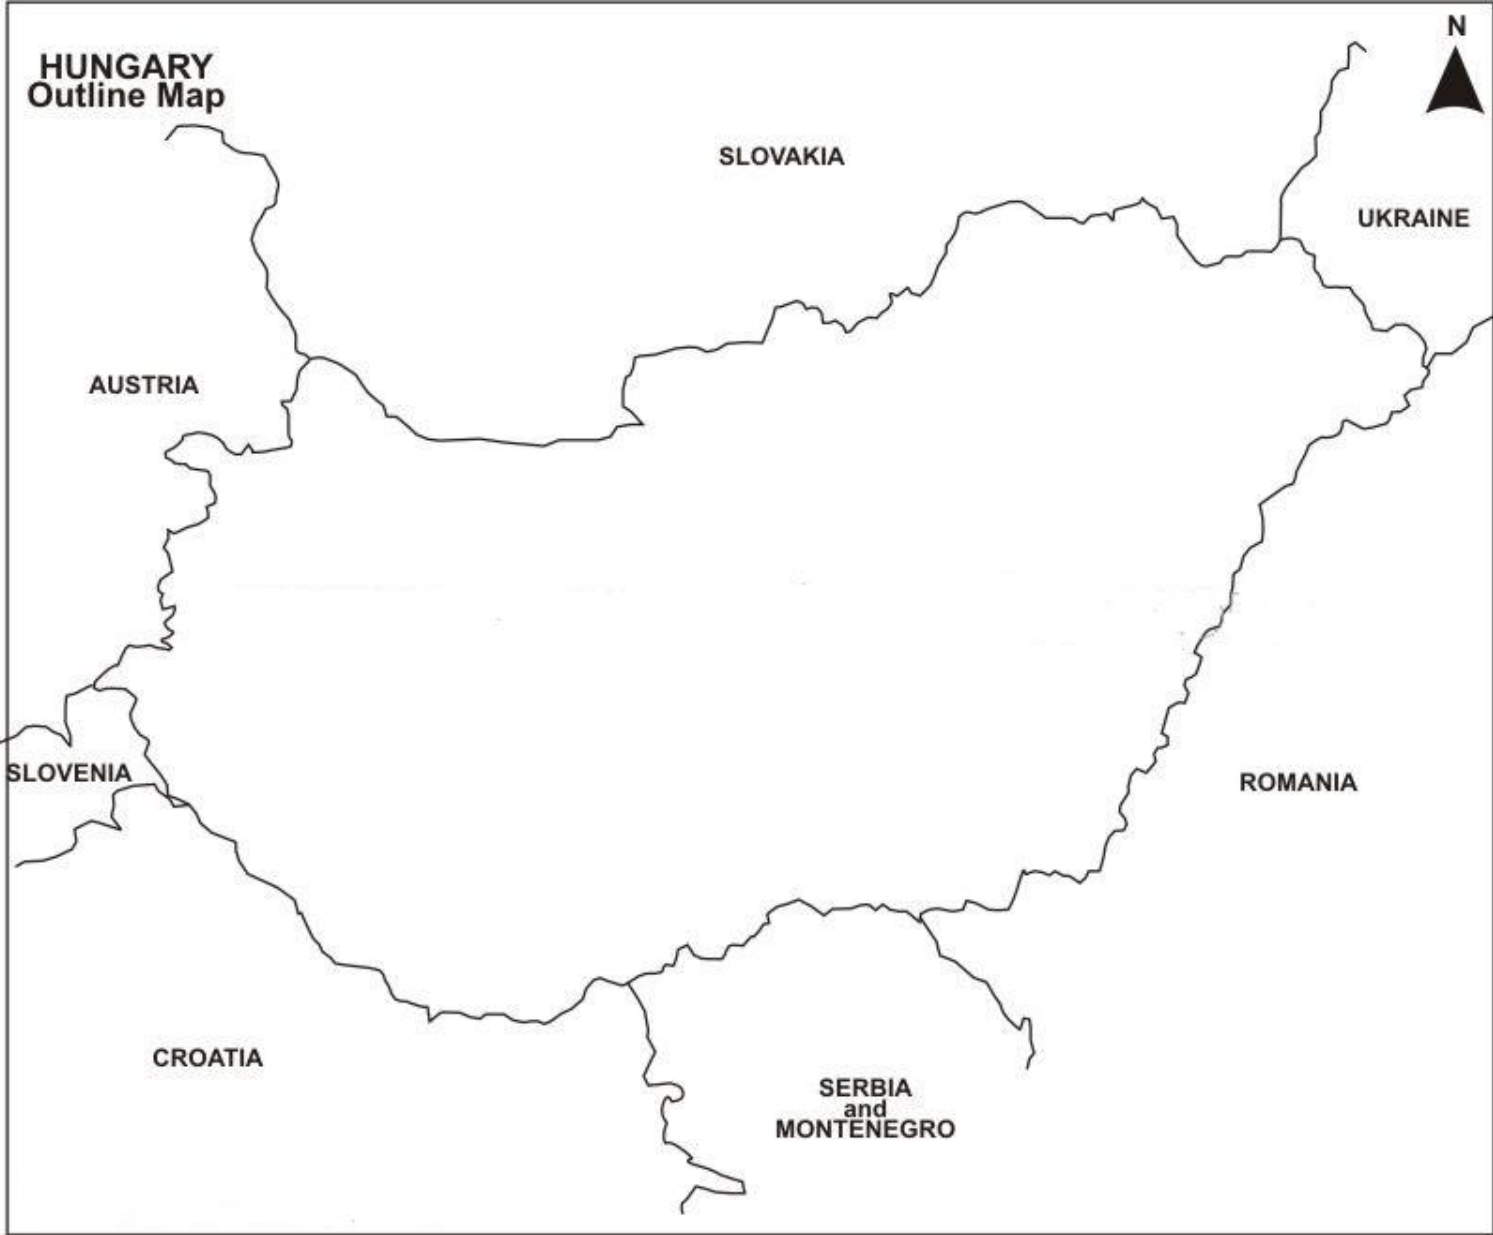 HUNGARY
Outline Map
N
SLOVAKIA
UKRAINE
AUSTRIA
SLOVENIA
ROMANIA
CROATIA
SERBIA
and
MONTENEGRO